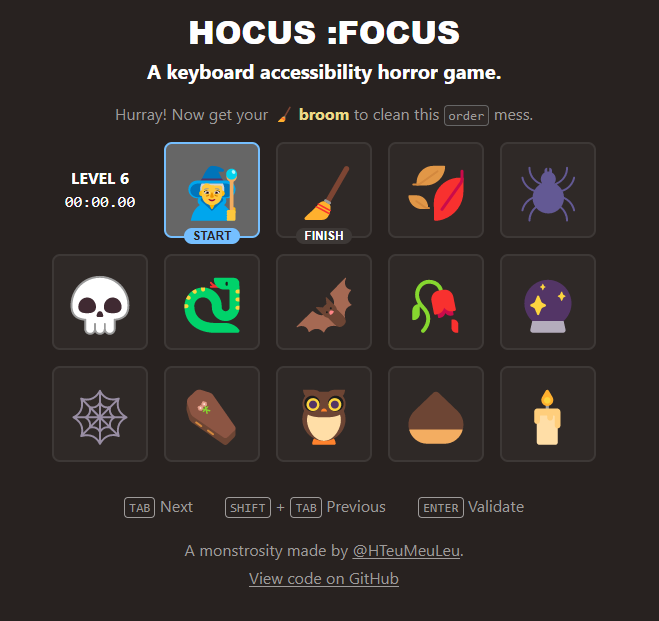 HOCUS :FOCUS
A keyboard accessibility horror game.
Hurray! Now get your broom to clean this order mess.
LEVEL 6
00:00.00
START
FINISH
TAB Next SHIFT + TAB Previous ENTER Validate
A monstrosity made by @HTeuMeuLeu.
View code on GitHub